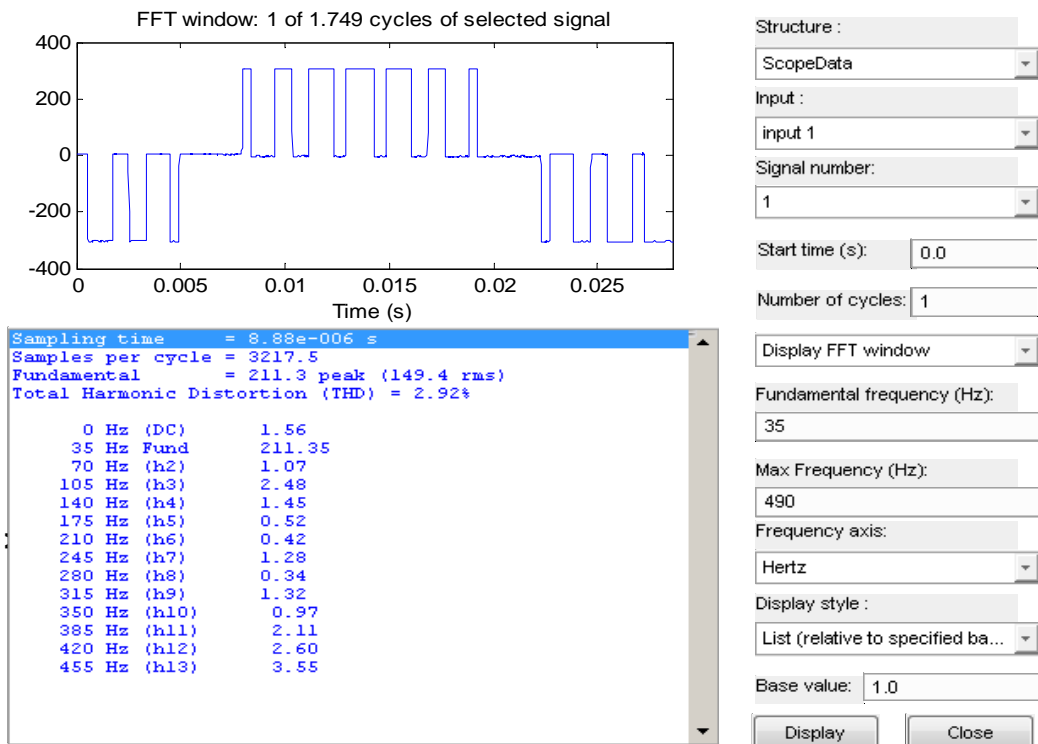 FFT window: 1 of 1.749 cycles of selected signal
400
200
0
-200
-400
0 0.005 0.01 0.015 0.02 0.025
Time (s)
Sampling time = 8.88e-006 s
Samples per cycle = 3217.5
Fundamental = 211.3 peak (149.4 rms)
Total Harmonic Distortion (THD) = 2.92%
0 Hz (DC) 1.56
35 Hz Fund 211.35
70 Hz (h2) 1.07
105 Hz (h3) 2.48
140 Hz (h4) 1.45
175 Hz (h5) 0.52
210 Hz (h6) 0.42
245 Hz (h7) 1.28
280 Hz (h8) 0.34
315 Hz (h9) 1.32
350 Hz (h10) 0.97
385 Hz (h11) 2.11
420 Hz (h12) 2.60
455 Hz (h13) 3.55
Structure :
ScopeData
Input :
input 1
Signal number:
1
Start time (s): 0.0
Number of cycles: 1
Display FFT window
Fundamental frequency (Hz):
35
Max Frequency (Hz):
490
Frequency axis:
Hertz
Display style :
List (relative to specified ba...
Base value: 1.0
Display Close